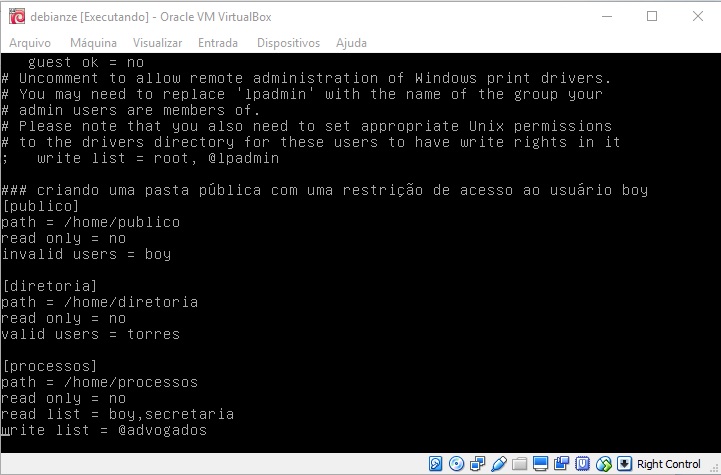 debianze [Executando] - Oracle VM VirtualBox
Arquivo Máquina Visualizar Entrada Dispositivos Ajuda
guest ok = no
# Uncomment to allow remote administration of Windows print drivers.
# You may need to replace 'lpadmin' with the name of the group your
# admin users are members of.
# Please note that you also need to set appropriate Unix permissions
# to the drivers directory for these users to have write rights in it
;   write list = root, @lpadmin
### criando uma pasta pública com uma restrição de acesso ao usuário boy
[publico]
path = /home/publico
read only = no
invalid users = boy
[diretoria]
path = /home/diretoria
read only = no
valid users = torres
[processos]
path = /home/processos
read only = no
read list = boy,secretaria
write list = @advogados
Right Control